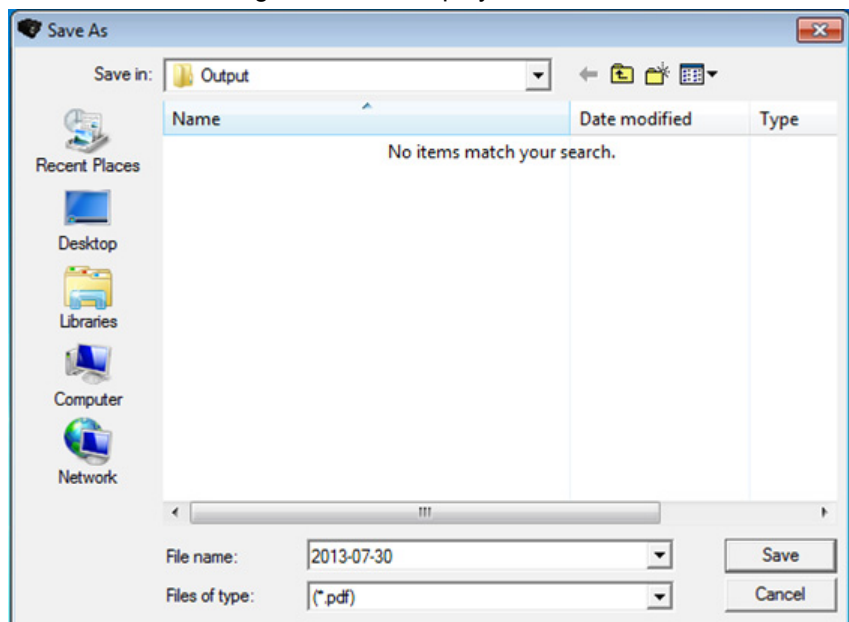 Save As
Save in: Output
Name Date modified Type
No items match your search.
Recent Places
Desktop
Libraries
Computer
Network
File name: 2013-07-30 Save
Files of type: (*.pdf) Cancel